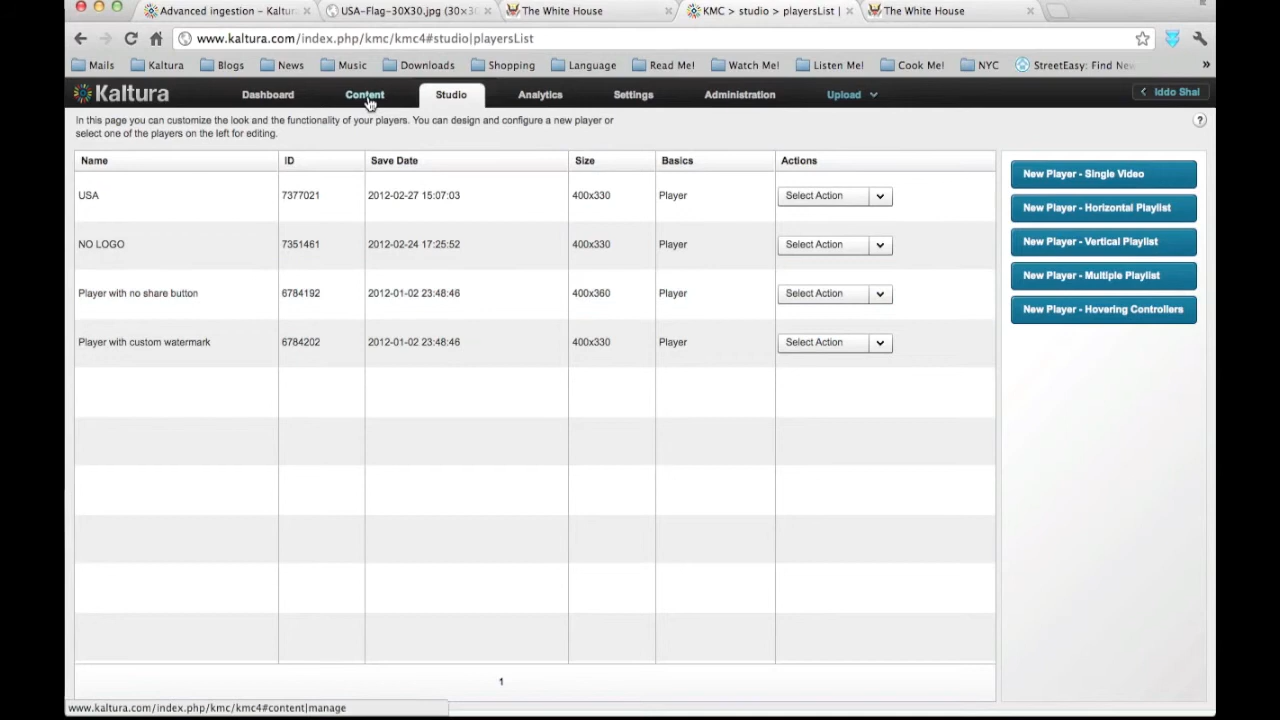 Advanced ingestion - Kaltura
USA-Flag-30X30.jpg (30×30
The White House
KMC > studio > playersList |
The White House
www.kaltura.com/index.php/kmc/kmc4#studio|playersList
Mails
Kaltura
Blogs
News
Music
Downloads
Shopping
Language
Read Me!
Watch Me!
Listen Me!
Cook Me!
NYC
StreetEasy: Find New
»
Kaltura
Dashboard
Content
Studio
Analytics
Settings
Administration
Upload
Iddo Shai
In this page you can customize the look and the functionality of your players. You can design and configure a new player or
select one of the players on the left for editing.
?
Name ID Save Date Size Basics Actions
USA 7377021 2012-02-27 15:07:03 400x330 Player Select Action
NO LOGO 7351461 2012-02-24 17:25:52 400x330 Player Select Action
Player with no share button 6784192 2012-01-02 23:48:46 400x360 Player Select Action
Player with custom watermark 6784202 2012-01-02 23:48:46 400x330 Player Select Action
1
New Player - Single Video
New Player - Horizontal Playlist
New Player - Vertical Playlist
New Player - Multiple Playlist
New Player - Hovering Controllers
www.kaltura.com/index.php/kmc/kmc4#content|manage